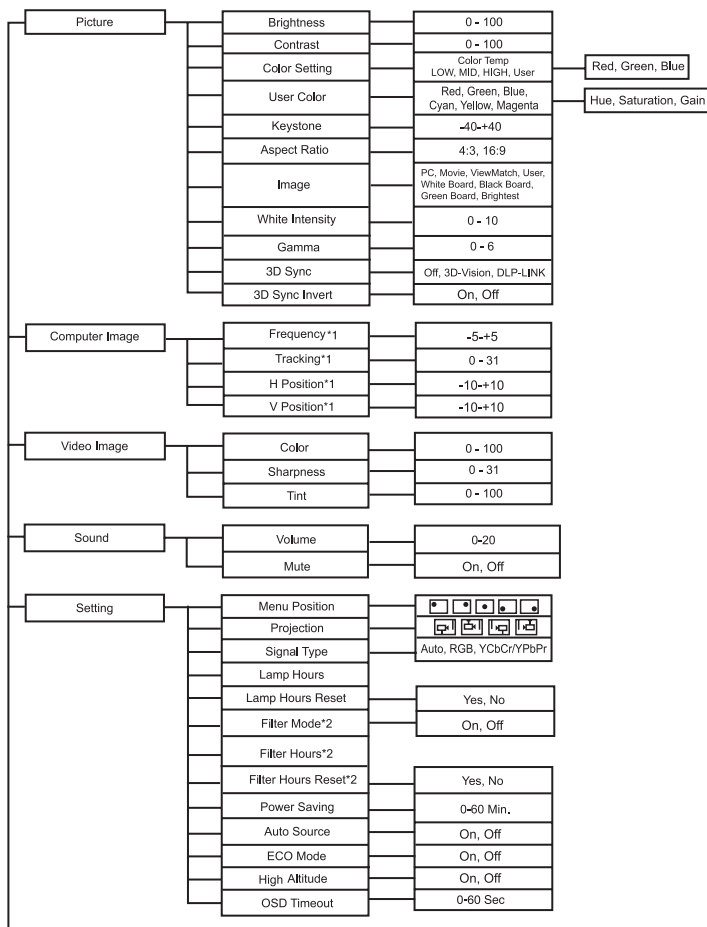 Picture
Brightness
0 - 100
Contrast
0 - 100
Color Setting
Color Temp
LOW, MID, HIGH, User
Red, Green, Blue
User Color
Red, Green, Blue,
Cyan, Yellow, Magenta
Hue, Saturation, Gain
Keystone
-40-+40
Aspect Ratio
4:3, 16:9
Image
PC, Movie, ViewMatch, User,
White Board, Black Board,
Green Board, Brightest
White Intensity
0 - 10
Gamma
0 - 6
3D Sync
Off, 3D-Vision, DLP-LINK
3D Sync Invert
On, Off
Computer Image
Frequency*1
-5-+5
Tracking*1
0 - 31
H Position*1
-10-+10
V Position*1
-10-+10
Video Image
Color
0 - 100
Sharpness
0 - 31
Tint
0 - 100
Sound
Volume
0-20
Mute
On, Off
Setting
Menu Position
Projection
Signal Type
Auto, RGB, YCbCr/YPbPr
Lamp Hours
Lamp Hours Reset
Yes, No
Filter Mode*2
On, Off
Filter Hours*2
Filter Hours Reset*2
Yes, No
Power Saving
0-60 Min.
Auto Source
On, Off
ECO Mode
On, Off
High Altitude
On, Off
OSD Timeout
0-60 Sec